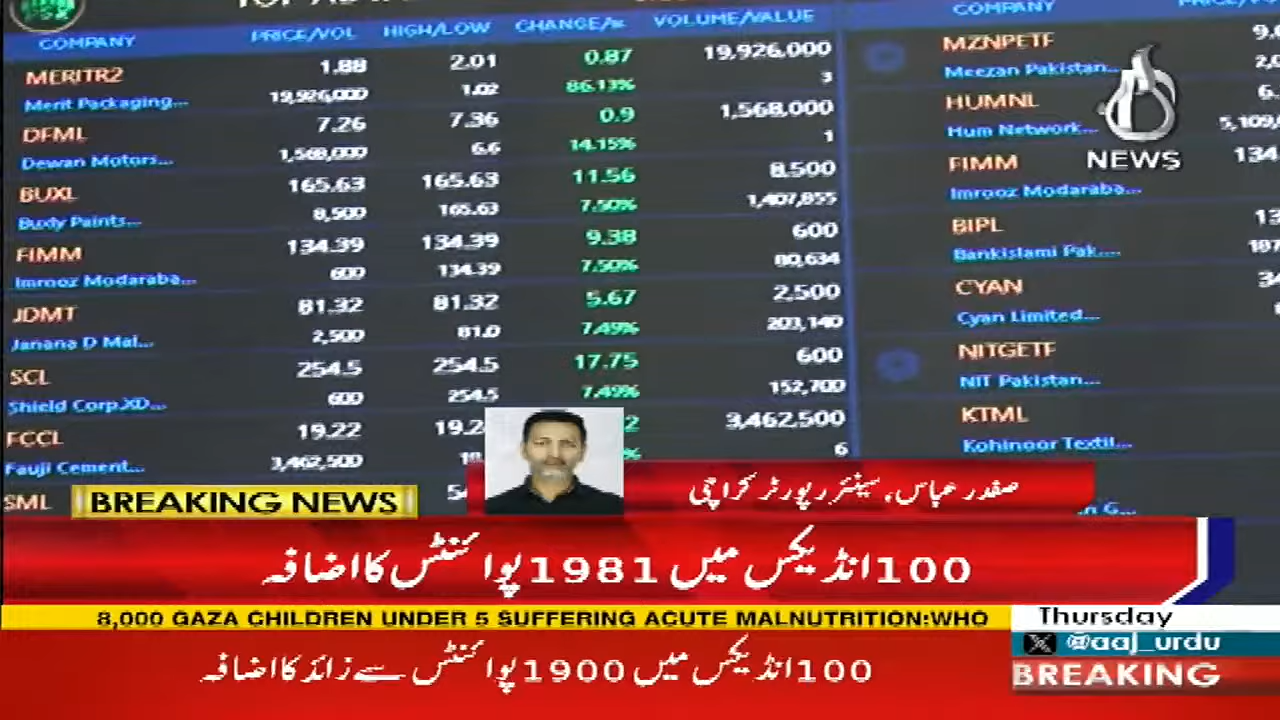 COMPANY PRICE/VOL HIGH/LOW CHANGE/% VOLUME/VALUE COMPANY
MERITR2 1.88 2.01 0.87 19,926,000 MZNPETF
Merit Packaging... 19,926,000 1.02 86.13% 3 Meezan Pakistan...
DFML 7.26 7.36 0.9 1,568,000 HUMNL
Dewan Motors... 1,568,000 6.6 14.15% 1 Hum Network...
BUXL 165.63 165.63 11.56 8,500 FIMM
Buxly Paints... 8,500 165.63 7.50% 1,407,855 Imrooz Modaraba...
FIMM 134.39 134.39 9.38 600 BIPL
Imrooz Modaraba... 600 134.39 7.50% 80,634 Bankislami Pak....
JDMT 81.32 81.32 5.67 2,500 CYAN
Janana D Mal... 2,500 81.0 7.49% 203,140 Cyan Limited...
SCL 254.5 254.5 17.75 600 NITGETF
Shield Corp.XD... 600 254.5 7.49% 152,700 NIT Pakistan...
FCCL 19.22 3,462,500 KTML
Fauji Cement... 3,462,500 6 Kohinoor Textil...
SML
NEWS
صفدر عباس، سینئر رپورٹر کراچی
BREAKING NEWS
100 انڈیکس میں 1981 پوائنٹس کا اضافہ
8,000 GAZA CHILDREN UNDER 5 SUFFERING ACUTE MALNUTRITION:WHO
Thursday
@aaj_urdu
100 انڈیکس میں 1900 پوائنٹس سے زائد کا اضافہ
BREAKING